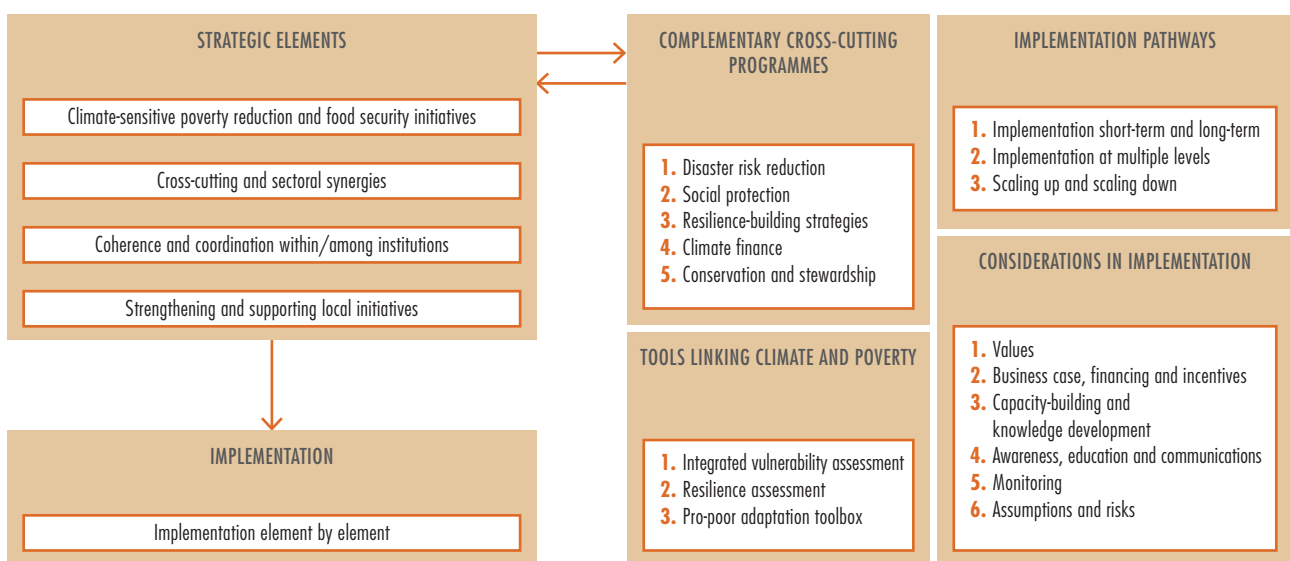 STRATEGIC ELEMENTS
Climate-sensitive poverty reduction and food security initiatives
Cross-cutting and sectoral synergies
Coherence and coordination within/among institutions
Strengthening and supporting local initiatives
IMPLEMENTATION
Implementation element by element
COMPLEMENTARY CROSS-CUTTING
PROGRAMMES
1. Disaster risk reduction
2. Social protection
3. Resilience-building strategies
4. Climate finance
5. Conservation and stewardship
TOOLS LINKING CLIMATE AND POVERTY
1. Integrated vulnerability assessment
2. Resilience assessment
3. Pro-poor adaptation toolbox
IMPLEMENTATION PATHWAYS
1. Implementation short-term and long-term
2. Implementation at multiple levels
3. Scaling up and scaling down
CONSIDERATIONS IN IMPLEMENTATION
1. Values
2. Business case, financing and incentives
3. Capacity-building and
knowledge development
4. Awareness, education and communications
5. Monitoring
6. Assumptions and risks